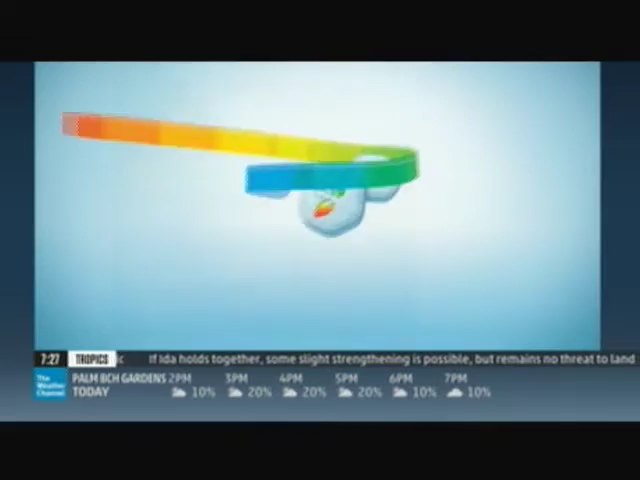 7:27 TROPICS If Ida holds together, some slight strengthening is possible, but remains no threat to land
The Weather Channel
PALM BCH GARDENS 2PM 3PM 4PM 5PM 6PM 7PM
TODAY 10% 20% 20% 20% 10% 10%